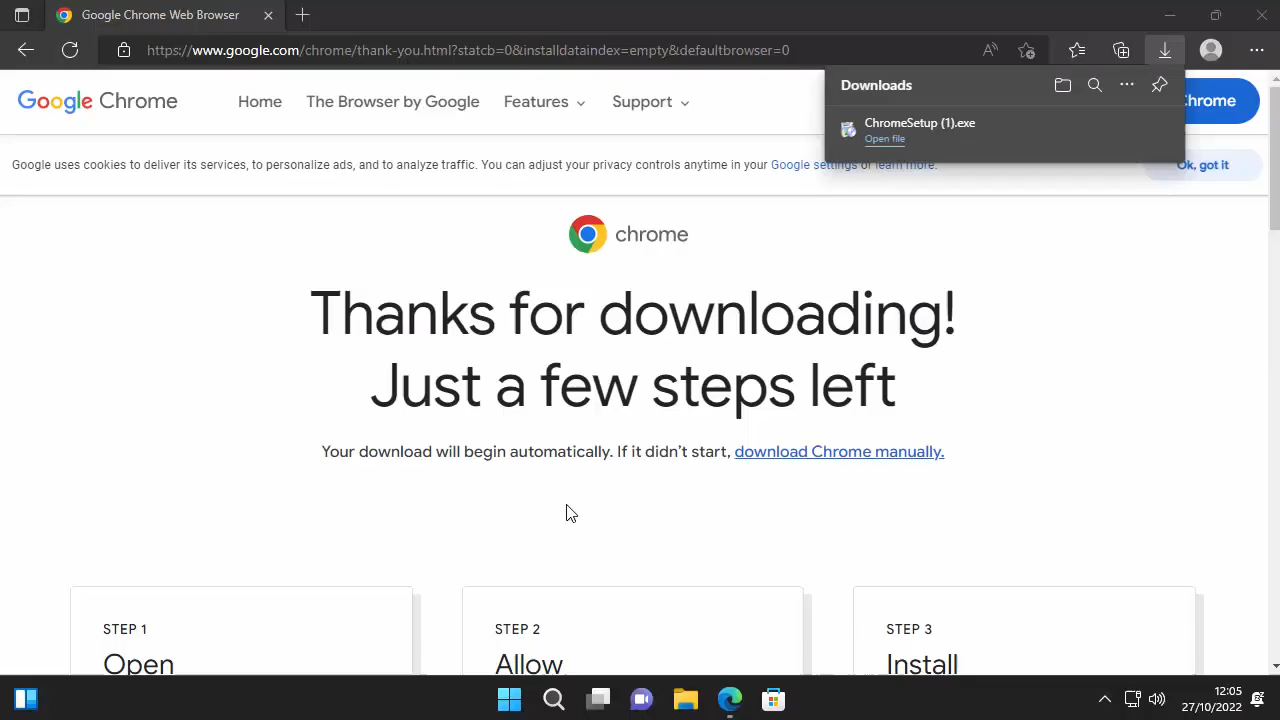 Google Chrome Web Browser
https://www.google.com/chrome/thank-you.html?statcb=0&installdataindex=empty&defaultbrowser=0
Google Chrome
Home
The Browser by Google
Features
Support
Chrome
Downloads
ChromeSetup (1).exe
Open file
Google uses cookies to deliver its services, to personalize ads, and to analyze traffic. You can adjust your privacy controls anytime in your Google settings or learn more.
Ok, got it
chrome
Thanks for downloading!
Just a few steps left
Your download will begin automatically. If it didn't start, download Chrome manually.
STEP 1
Open
STEP 2
Allow
STEP 3
Install
12:05
27/10/2022